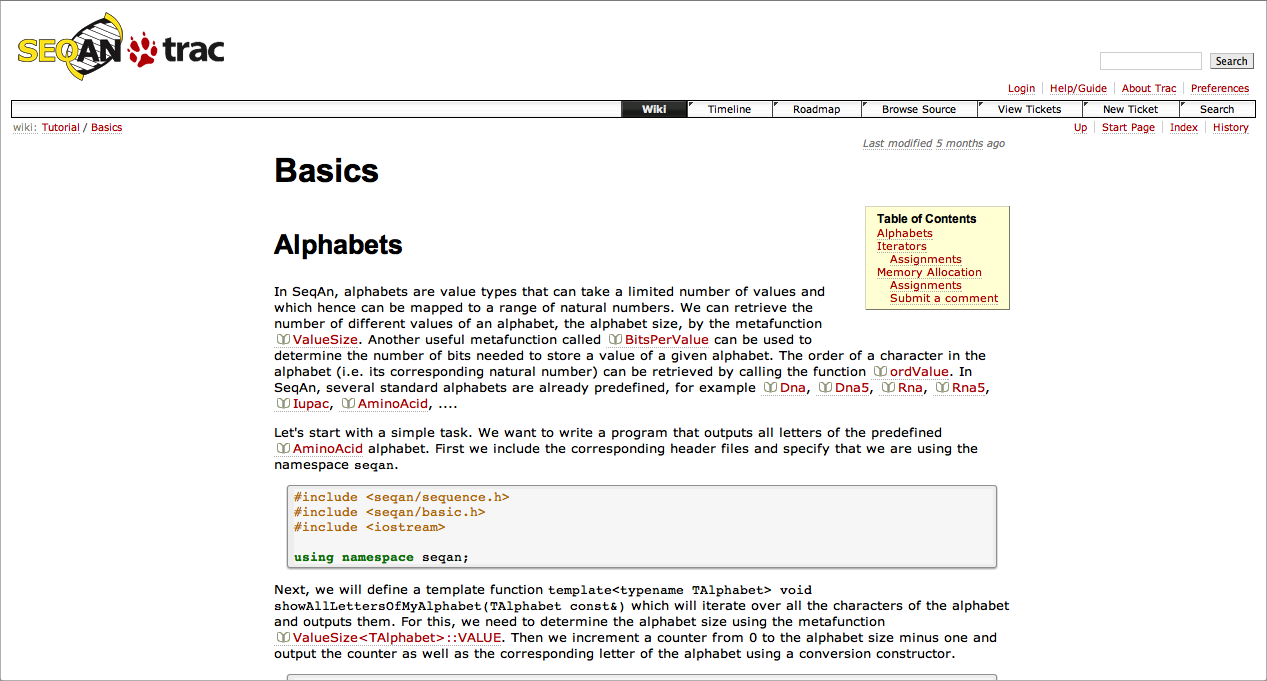 SEQAN trac
Search
Login Help/Guide About Trac Preferences
Wiki Timeline Roadmap Browse Source View Tickets New Ticket Search
wiki: Tutorial / Basics
Up Start Page Index History
Last modified 5 months ago
Basics
Table of Contents
Alphabets
Iterators
Assignments
Memory Allocation
Assignments
Submit a comment
Alphabets
In SeqAn, alphabets are value types that can take a limited number of values and
which hence can be mapped to a range of natural numbers. We can retrieve the
number of different values of an alphabet, the alphabet size, by the metafunction
ValueSize. Another useful metafunction called BitsPerValue can be used to
determine the number of bits needed to store a value of a given alphabet. The order of a character in the
alphabet (i.e. its corresponding natural number) can be retrieved by calling the function ordValue. In
SeqAn, several standard alphabets are already predefined, for example Dna, Dna5, Rna, Rna5,
Iupac, AminoAcid, ....
Let's start with a simple task. We want to write a program that outputs all letters of the predefined
AminoAcid alphabet. First we include the corresponding header files and specify that we are using the
namespace seqan.
#include <seqan/sequence.h>
#include <seqan/basic.h>
#include <iostream>
using namespace seqan;
Next, we will define a template function template<typename TAlphabet> void
showAllLettersOfMyAlphabet(TAlphabet const&) which will iterate over all the characters of the alphabet
and outputs them. For this, we need to determine the alphabet size using the metafunction
ValueSize<TAlphabet>::VALUE. Then we increment a counter from 0 to the alphabet size minus one and
output the counter as well as the corresponding letter of the alphabet using a conversion constructor.